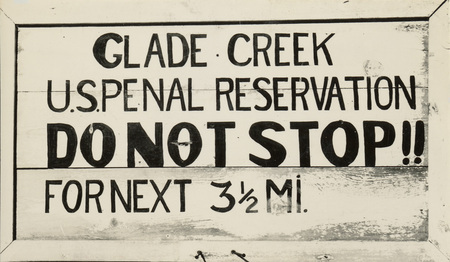 GLADE CREEK
U.S. PENAL RESERVATION
DO NOT STOP!!
FOR NEXT 3½ MI.